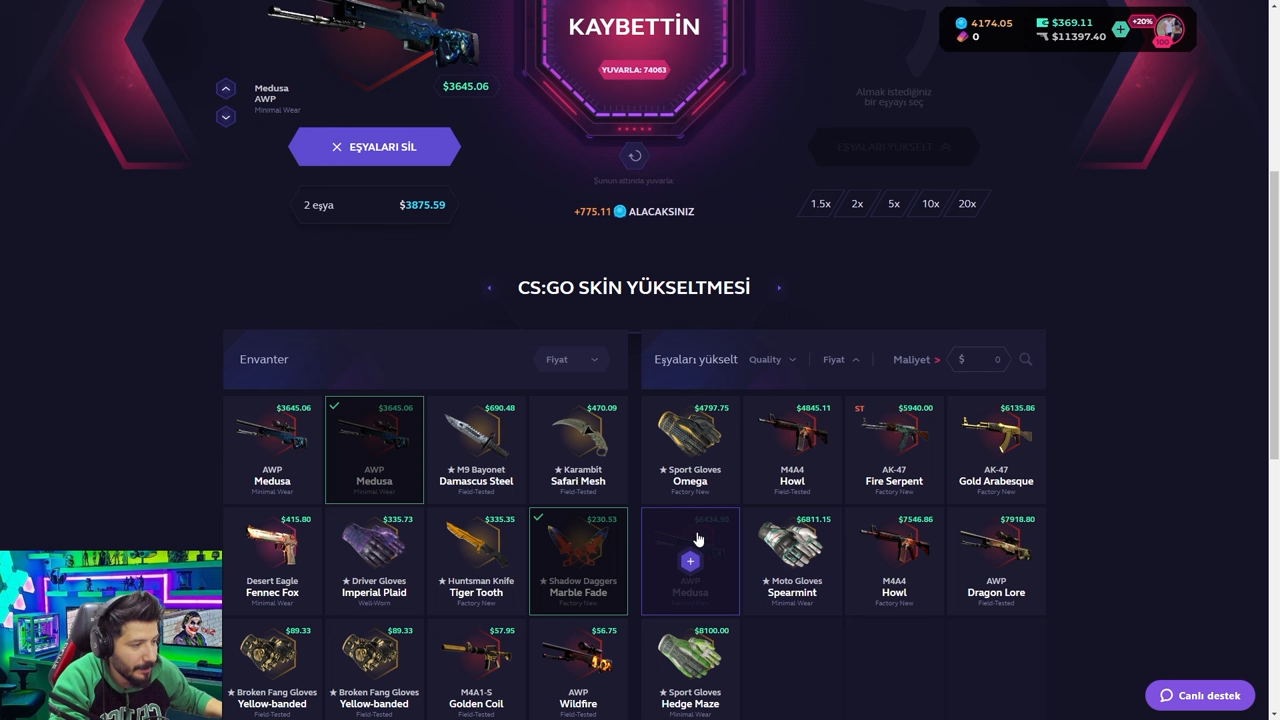 KAYBETTİN
YUVARLA: 74063
4174.05
0
$369.11
$11397.40
+20%
100
Medusa
AWP
Minimal Wear
$3645.06
EŞYALARI SİL
2 eşya
$3875.59
Şunun altında yuvarla:
+775.11 ALACAKSINIZ
Almak istediğiniz
bir eşyayı seç
EŞYALARI YÜKSELT
1.5x
2x
5x
10x
20x
CS:GO SKİN YÜKSELTMESİ
Envanter
Fiyat
Eşyaları yükselt
Quality
Fiyat
Maliyet >
$ 0
$3645.06
AWP
Medusa
Minimal Wear
$3645.06
AWP
Medusa
Minimal Wear
$690.48
★ M9 Bayonet
Damascus Steel
Field-Tested
$470.09
★ Karambit
Safari Mesh
Field-Tested
$4797.75
★ Sport Gloves
Omega
Factory New
$4845.11
M4A4
Howl
Field-Tested
ST
$5940.00
AK-47
Fire Serpent
Factory New
$6135.86
AK-47
Gold Arabesque
Factory New
$415.80
Desert Eagle
Fennec Fox
Minimal Wear
$335.73
★ Driver Gloves
Imperial Plaid
Well-Worn
$335.35
★ Huntsman Knife
Tiger Tooth
Factory New
$230.53
★ Shadow Daggers
Marble Fade
Factory New
AWP
Medusa
$6811.15
★ Moto Gloves
Spearmint
Minimal Wear
$7546.86
M4A4
Howl
Factory New
$7918.80
AWP
Dragon Lore
Field-Tested
$89.33
★ Broken Fang Gloves
Yellow-banded
Field-Tested
$89.33
★ Broken Fang Gloves
Yellow-banded
Field-Tested
$57.95
M4A1-S
Golden Coil
Field-Tested
$56.75
AWP
Wildfire
Field-Tested
$8100.00
★ Sport Gloves
Hedge Maze
Minimal Wear
Canlı destek